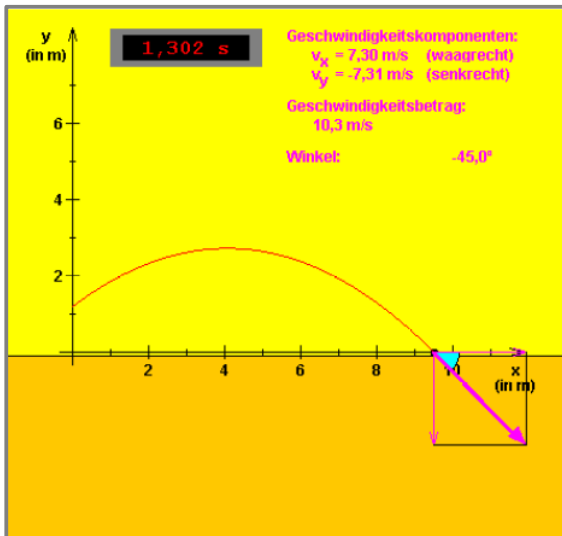 y
(in m)
1,302 s
Geschwindigkeitskomponenten:
vx = 7,30 m/s (waagrecht)
vy = -7,31 m/s (senkrecht)
Geschwindigkeitsbetrag:
10,3 m/s
Winkel: -45,0°
6
4
2
2 4 6 8 10 x
(in m)